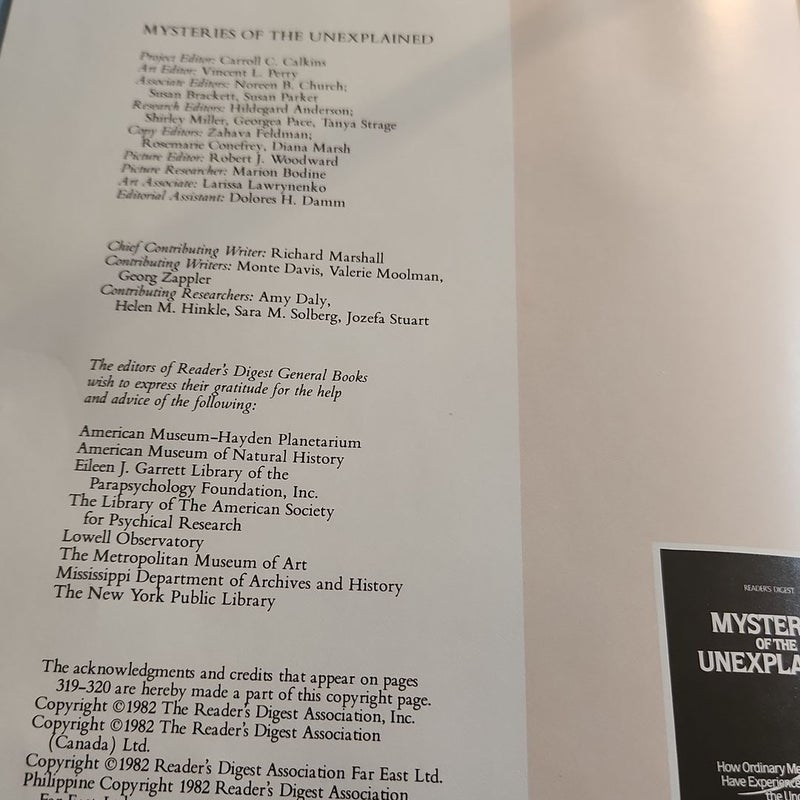 MYSTERIES OF THE UNEXPLAINED
Project Editor: Carroll C. Calkins
Art Editor: Vincent L. Perry
Associate Editors: Noreen B. Church;
Susan Brackett, Susan Parker
Research Editors: Hildegard Anderson;
Shirley Miller, Georgea Pace, Tanya Strage
Copy Editors: Zahava Feldman;
Rosemarie Conefrey, Diana Marsh
Picture Editor: Robert J. Woodward
Picture Researcher: Marion Bodine
Art Associate: Larissa Lawrynenko
Editorial Assistant: Dolores H. Damm
Chief Contributing Writer: Richard Marshall
Contributing Writers: Monte Davis, Valerie Moolman,
Georg Zappler
Contributing Researchers: Amy Daly,
Helen M. Hinkle, Sara M. Solberg, Jozefa Stuart
The editors of Reader's Digest General Books
wish to express their gratitude for the help
and advice of the following:
American Museum–Hayden Planetarium
American Museum of Natural History
Eileen J. Garrett Library of the
Parapsychology Foundation, Inc.
The Library of The American Society
for Psychical Research
Lowell Observatory
The Metropolitan Museum of Art
Mississippi Department of Archives and History
The New York Public Library
The acknowledgments and credits that appear on pages
319–320 are hereby made a part of this copyright page.
Copyright ©1982 The Reader's Digest Association, Inc.
Copyright ©1982 The Reader's Digest Association
(Canada) Ltd.
Copyright ©1982 Reader's Digest Association Far East Ltd.
Philippine Copyright 1982 Reader's Digest Association
READER'S DIGEST
MYSTER
OF THE
UNEXPLA
How Ordinary Me
Have Experience
the Un